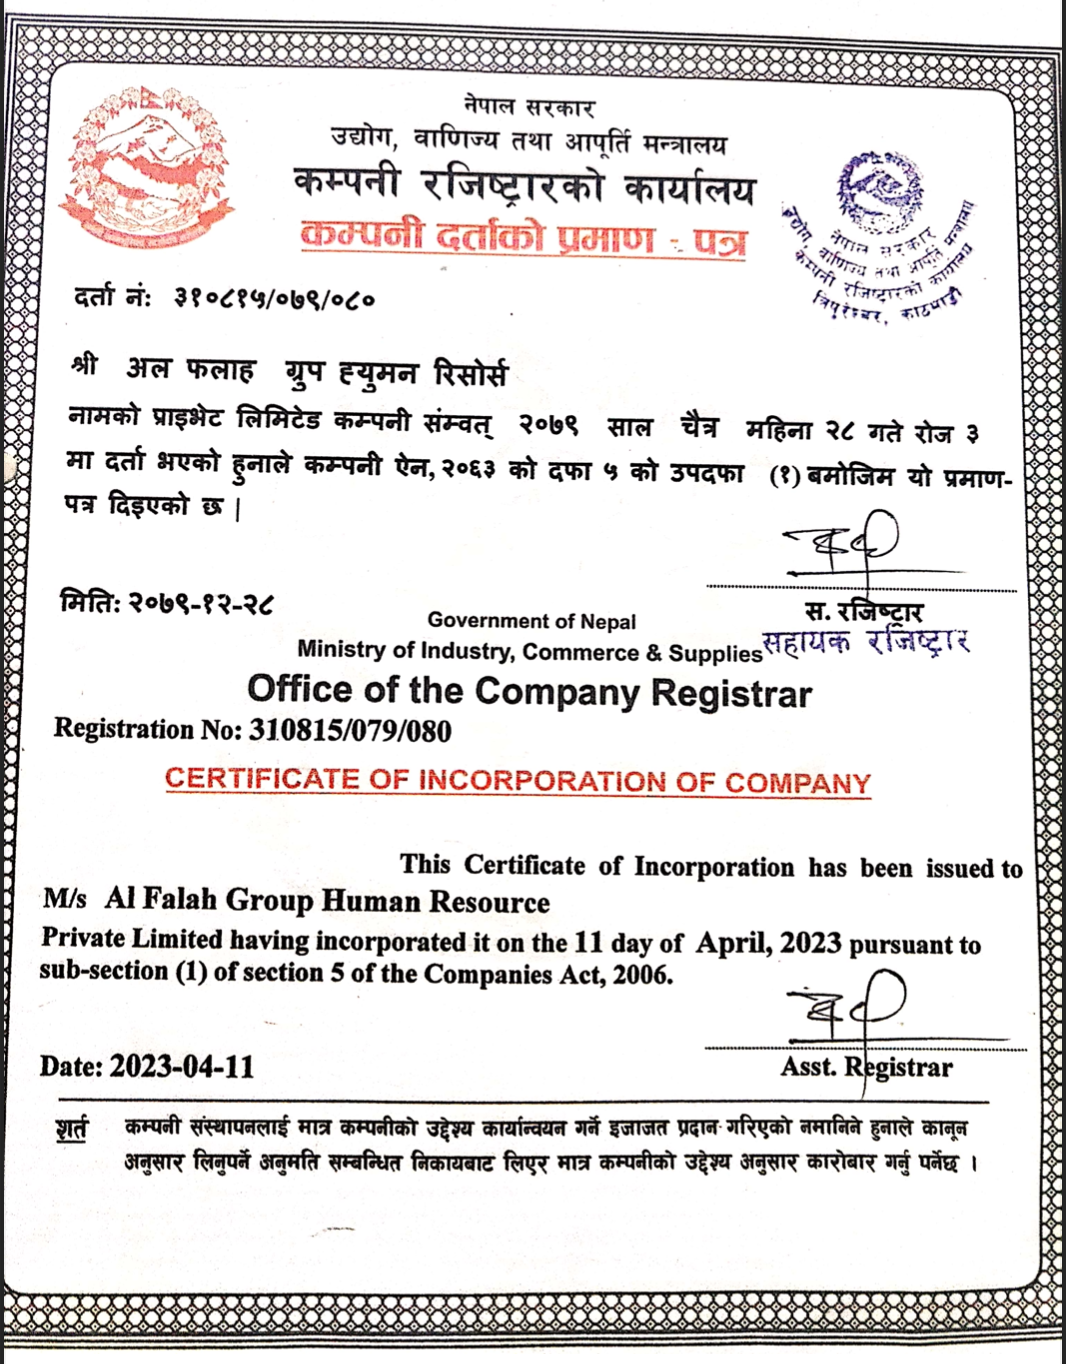 नेपाल सरकार
उद्योग, वाणिज्य तथा आपूर्ति मन्त्रालय
कम्पनी रजिष्ट्रारको कार्यालय
कम्पनी दर्ताको प्रमाण - पत्र
नेपाल सरकार
उद्योग, वाणिज्य तथा आपूर्ति मन्त्रालय
कम्पनी रजिष्ट्रारको कार्यालय
त्रिपुरेश्वर, काठमाडौं
दर्ता नं: ३१०८१५/०७९/०८०
श्री अल फलाह ग्रुप ह्युमन रिसोर्स
नामको प्राइभेट लिमिटेड कम्पनी संम्वत् २०७९ साल चैत्र महिना २८ गते रोज ३
मा दर्ता भएको हुनाले कम्पनी ऐन, २०६३ को दफा ५ को उपदफा (१) बमोजिम यो प्रमाण-
पत्र दिइएको छ |
मिति: २०७९-१२-२८
स. रजिष्ट्रार
सहायक रजिष्ट्रार
Government of Nepal
Ministry of Industry, Commerce & Supplies
Office of the Company Registrar
Registration No: 310815/079/080
CERTIFICATE OF INCORPORATION OF COMPANY
This Certificate of Incorporation has been issued to
M/s Al Falah Group Human Resource
Private Limited having incorporated it on the 11 day of April, 2023 pursuant to
sub-section (1) of section 5 of the Companies Act, 2006.
Date: 2023-04-11
Asst. Registrar
शर्त कम्पनी संस्थापनलाई मात्र कम्पनीको उद्देश्य कार्यान्वयन गर्ने इजाजत प्रदान गरिएको नमानिने हुनाले कानून
अनुसार लिनुपर्ने अनुमति सम्बन्धित निकायबाट लिएर मात्र कम्पनीको उद्देश्य अनुसार कारोबार गर्नु पर्नेछ ।